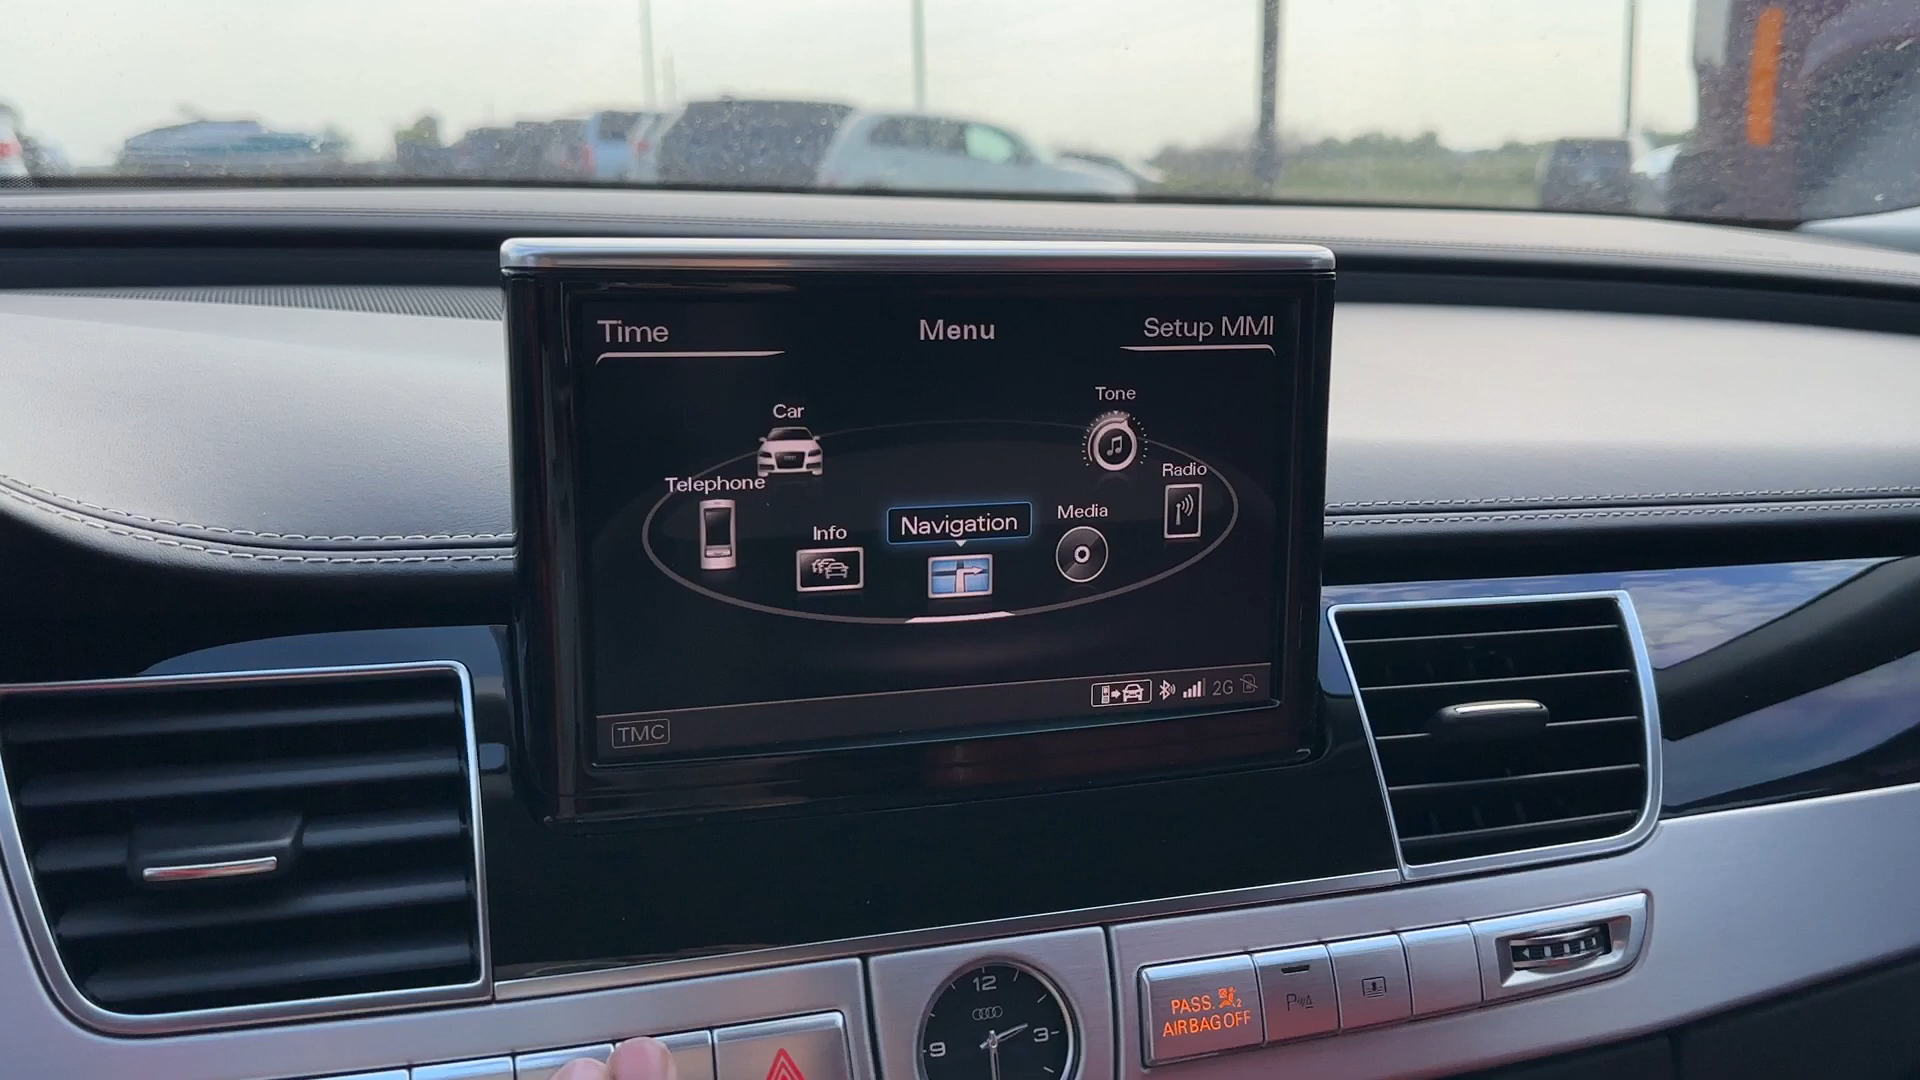 Time
Menu
Setup MMI
Tone
Car
Radio
Telephone
Media
Navigation
Info
2G
TMC
12
3
9
PASS. 2
AIRBAG OFF
P